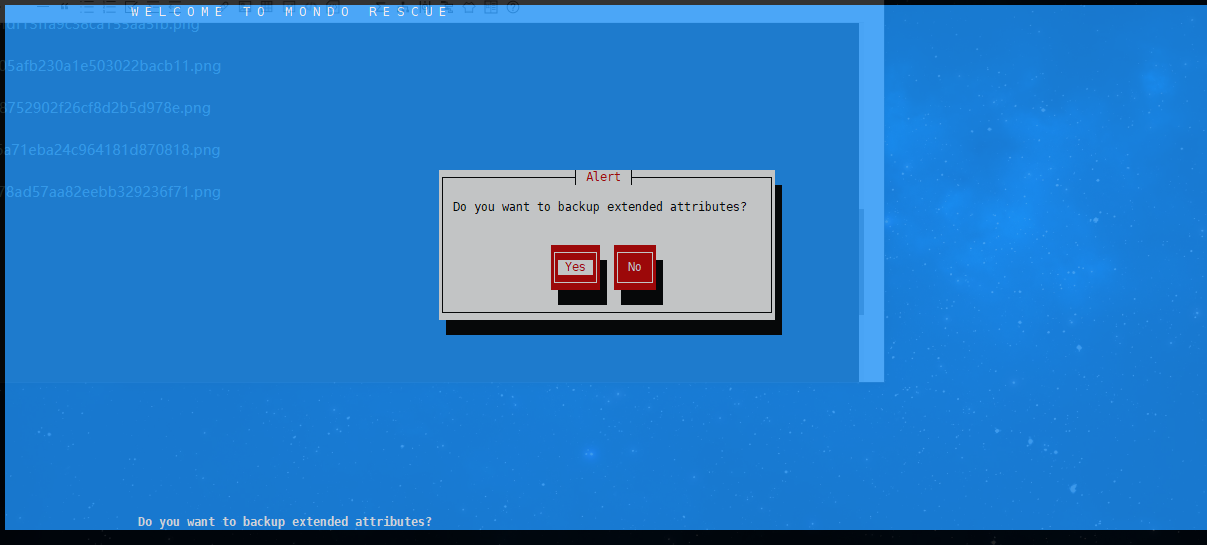 WELCOME TO MONDO RESCUE
05afb230a1e503022bacb11.png
8752902f26cf8d2b5d978e.png
a71eba24c964181d870818.png
78ad57aa82eebb329236f71.png
Alert
Do you want to backup extended attributes?
Yes No
Do you want to backup extended attributes?